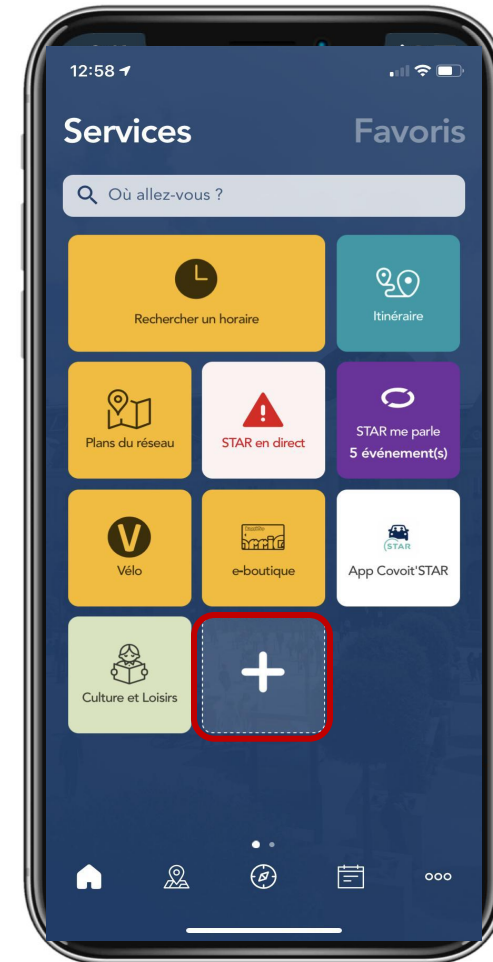 12:58
Services
Favoris
Où allez-vous ?
Rechercher un horaire
Itinéraire
Plans du réseau
STAR en direct
STAR me parle
5 événement(s)
V
Vélo
e-boutique
STAR
App Covoit'STAR
Culture et Loisirs